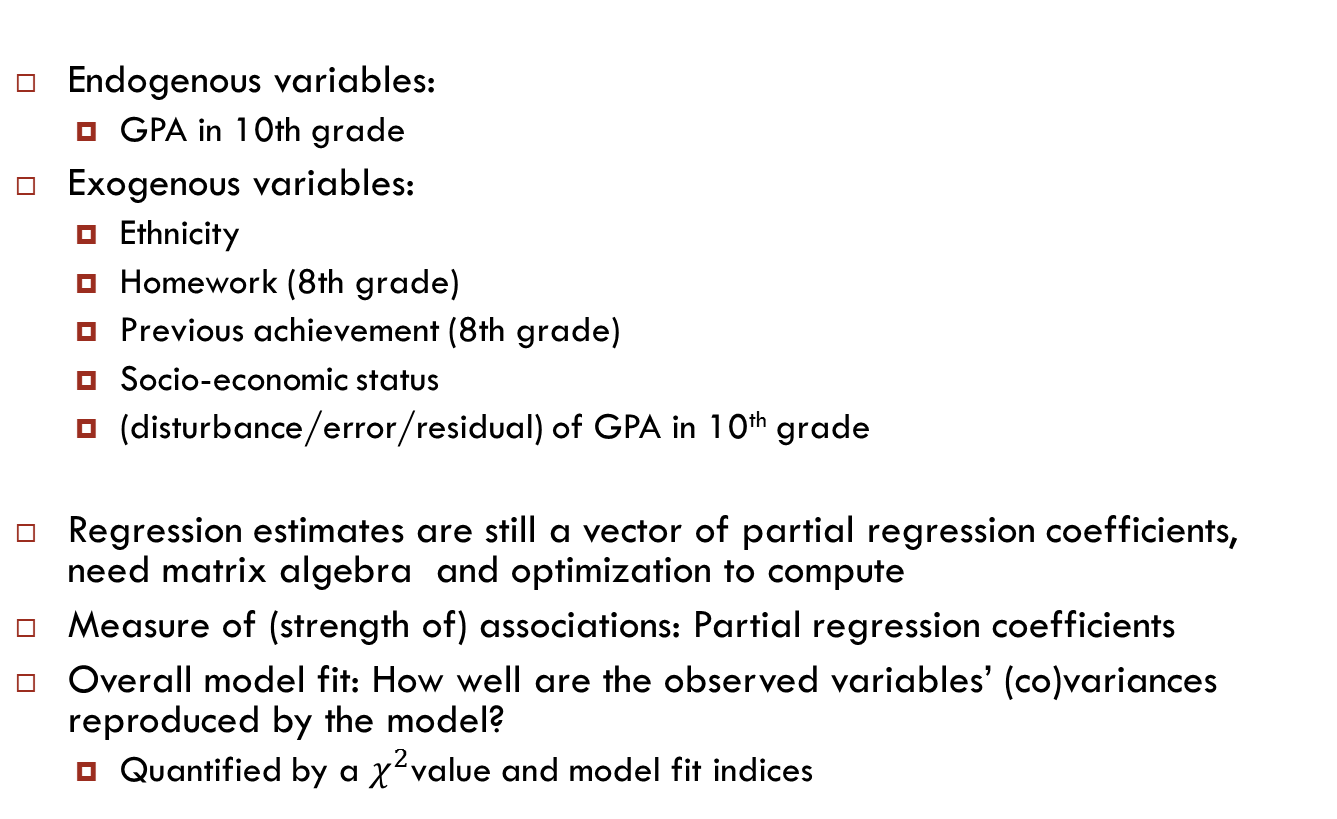 Endogenous variables:
GPA in 10th grade
Exogenous variables:
Ethnicity
Homework (8th grade)
Previous achievement (8th grade)
Socio-economic status
(disturbance/error/residual) of GPA in 10th grade
Regression estimates are still a vector of partial regression coefficients,
need matrix algebra  and optimization to compute
Measure of (strength of) associations: Partial regression coefficients
Overall model fit: How well are the observed variables’ (co)variances
reproduced by the model?
Quantified by a χ² value and model fit indices